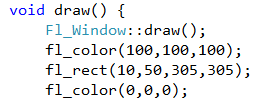 void draw() {
Fl_Window::draw();
fl_color(100,100,100);
fl_rect(10,50,305,305);
fl_color(0,0,0);